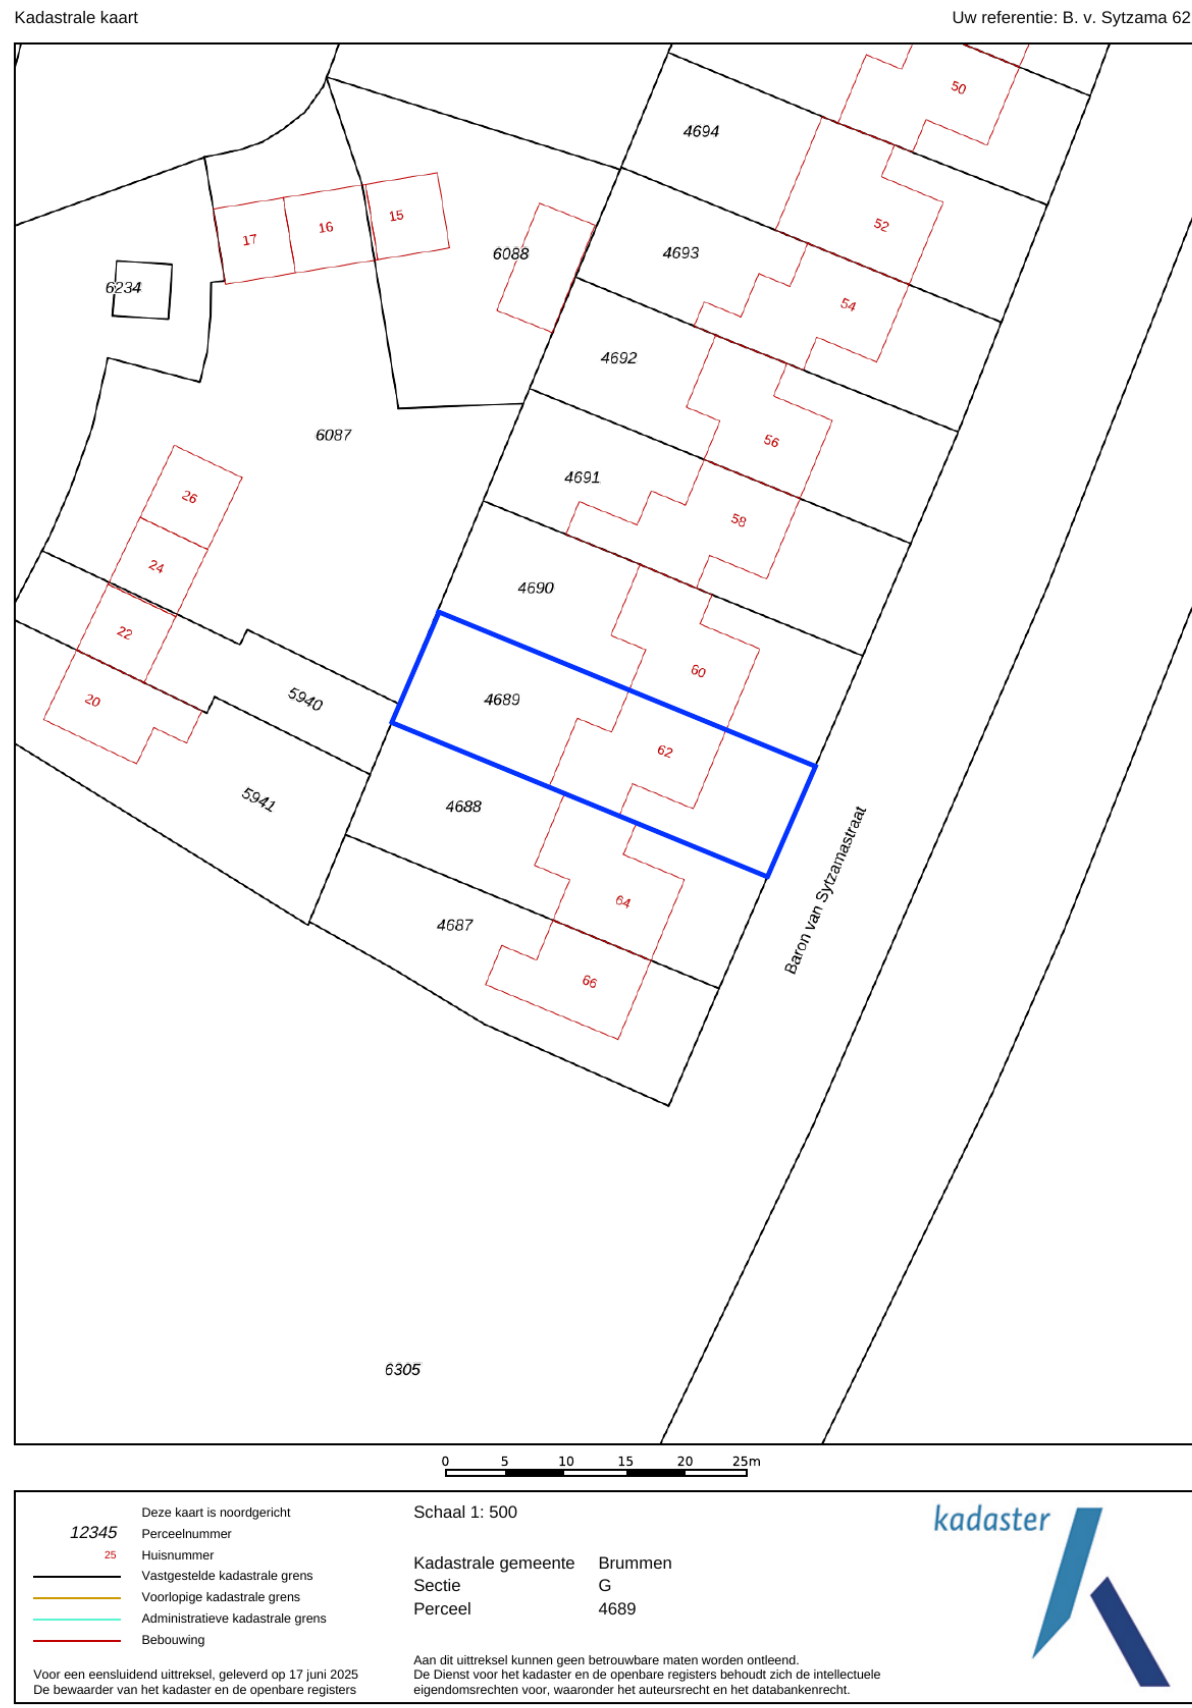 Kadastrale kaart
Uw referentie: B. v. Sytzama 62
50
4694
52
17
16
15
6088
4693
6234
54
4692
6087
56
4691
26
58
24
4690
22
60
20
5940
4689
62
5941
4688
Baron van Sytzamastraat
64
4687
66
6305
0 5 10 15 20 25m
Deze kaart is noordgericht
12345 Perceelnummer
25 Huisnummer
Vastgestelde kadastrale grens
Voorlopige kadastrale grens
Administratieve kadastrale grens
Bebouwing
Voor een eensluidend uittreksel, geleverd op 17 juni 2025
De bewaarder van het kadaster en de openbare registers
Schaal 1: 500
Kadastrale gemeente Brummen
Sectie G
Perceel 4689
Aan dit uittreksel kunnen geen betrouwbare maten worden ontleend.
De Dienst voor het kadaster en de openbare registers behoudt zich de intellectuele
eigendomsrechten voor, waaronder het auteursrecht en het databankenrecht.
kadaster